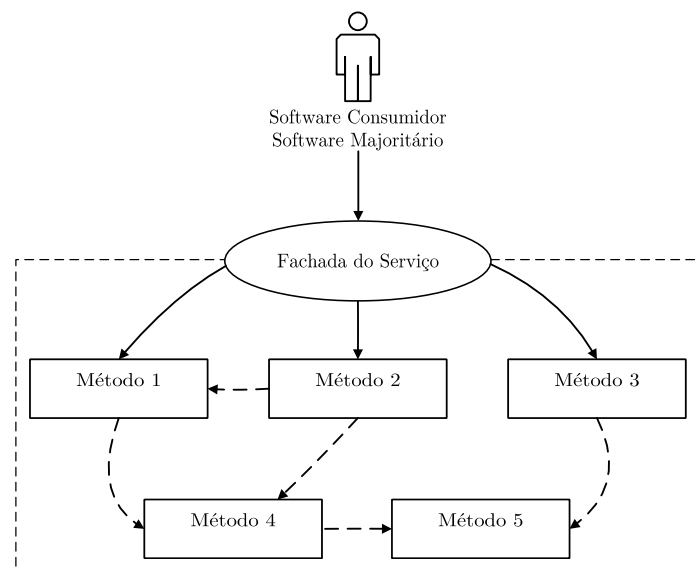 Software Consumidor
Software Majoritário
Fachada do Serviço
Método 1
Método 2
Método 3
Método 4
Método 5